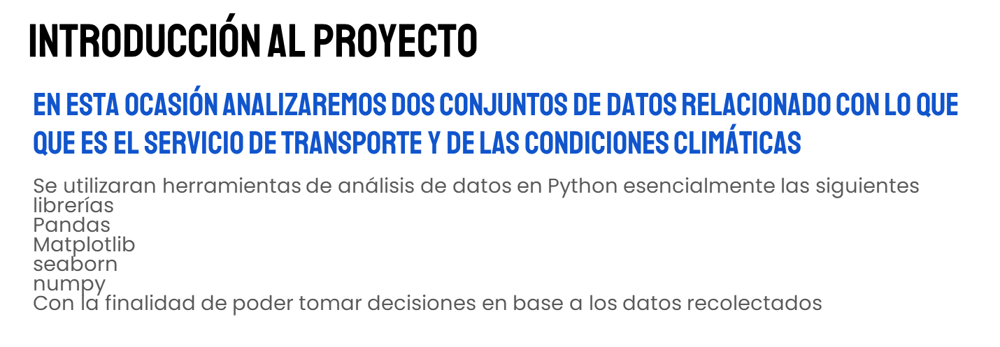 INTRODUCCIÓN AL PROYECTO
EN ESTA OCASIÓN ANALIZAREMOS DOS CONJUNTOS DE DATOS RELACIONADO CON LO QUE
QUE ES EL SERVICIO DE TRANSPORTE Y DE LAS CONDICIONES CLIMÁTICAS
Se utilizaran herramientas de análisis de datos en Python esencialmente las siguientes
librerías
Pandas
Matplotlib
seaborn
numpy
Con la finalidad de poder tomar decisiones en base a los datos recolectados